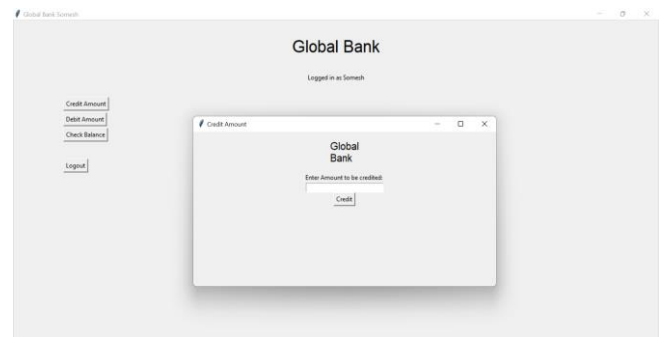 Global Bank Somesh
Global Bank
Logged in as Somesh
Credit Amount
Debit Amount
Check Balance
Logout
Credit Amount
Global
Bank
Enter Amount to be credited:
Credit